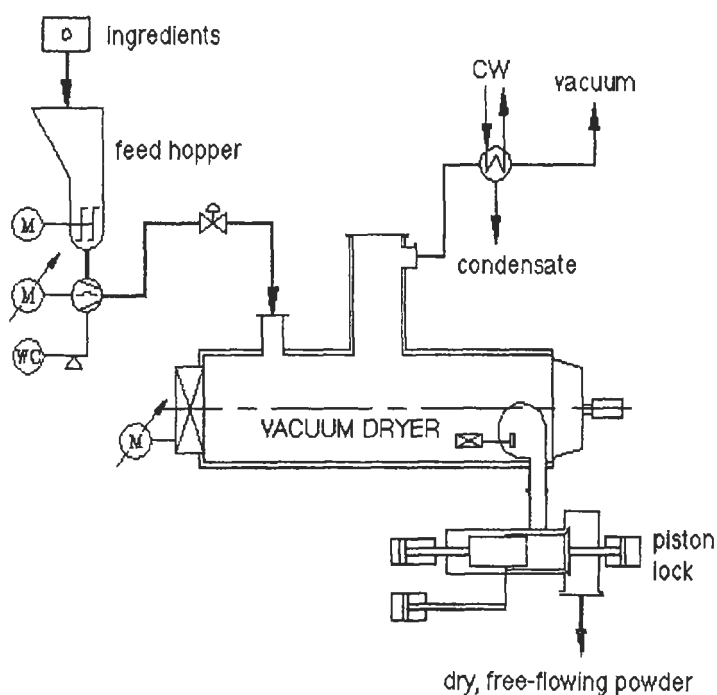 ingredients
feed hopper
M
M
WC
CW
vacuum
condensate
M
VACUUM DRYER
piston
lock
dry, free-flowing powder